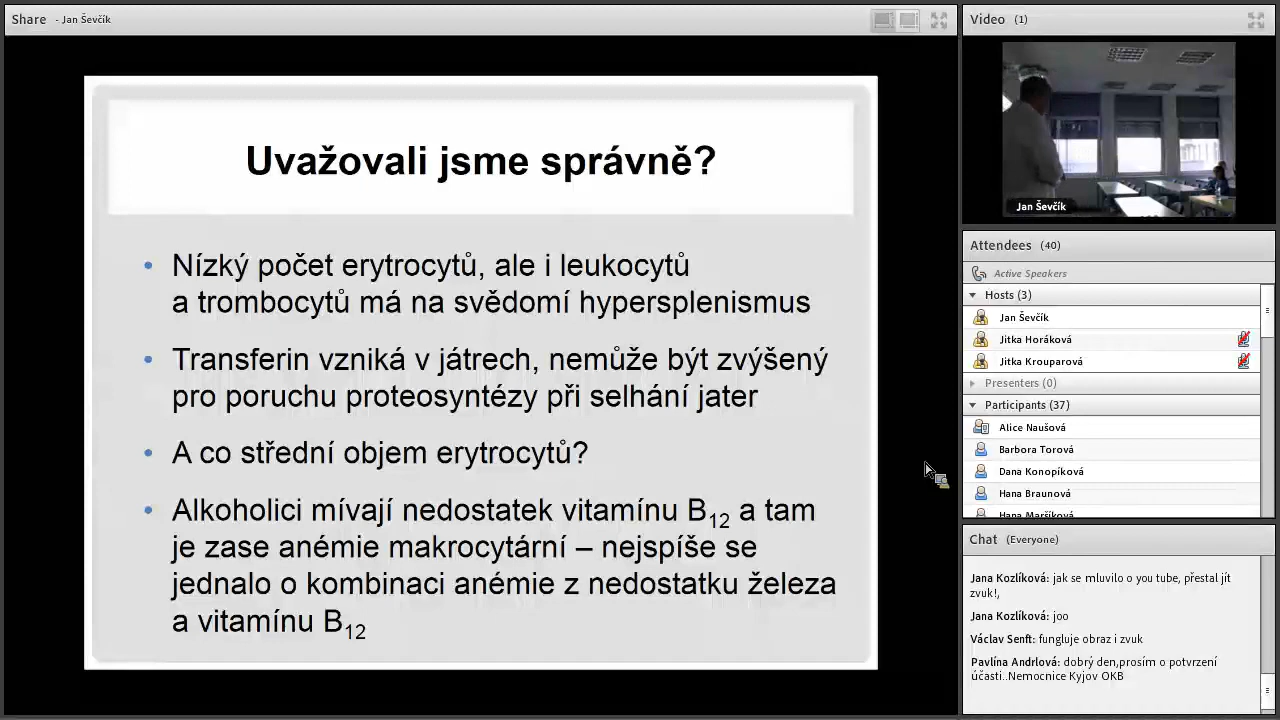 Share - Jan Ševčík
Uvažovali jsme správně?
• Nízký počet erytrocytů, ale i leukocytů
a trombocytů má na svědomí hypersplenismus
• Transferin vzniká v játrech, nemůže být zvýšený
pro poruchu proteosyntézy při selhání jater
• A co střední objem erytrocytů?
• Alkoholici mívají nedostatek vitamínu B12 a tam
je zase anémie makrocytární – nejspíše se
jednalo o kombinaci anémie z nedostatku železa
a vitamínu B12
Video (1)
Jan Ševčík
Attendees (40)
Active Speakers
Hosts (3)
Jan Ševčík
Jitka Horáková
Jitka Krouparová
Presenters (0)
Participants (37)
Alice Naušová
Barbora Torová
Dana Konopíková
Hana Braunová
Hana Maršíková
Chat (Everyone)
Jana Kozlíková: jak se mluvilo o you tube, přestal jít
zvuk!,
Jana Kozlíková: joo
Václav Senft: fungluje obraz i zvuk
Pavlína Andrlová: dobrý den,prosím o potvrzení
účasti..Nemocnice Kyjov OKB